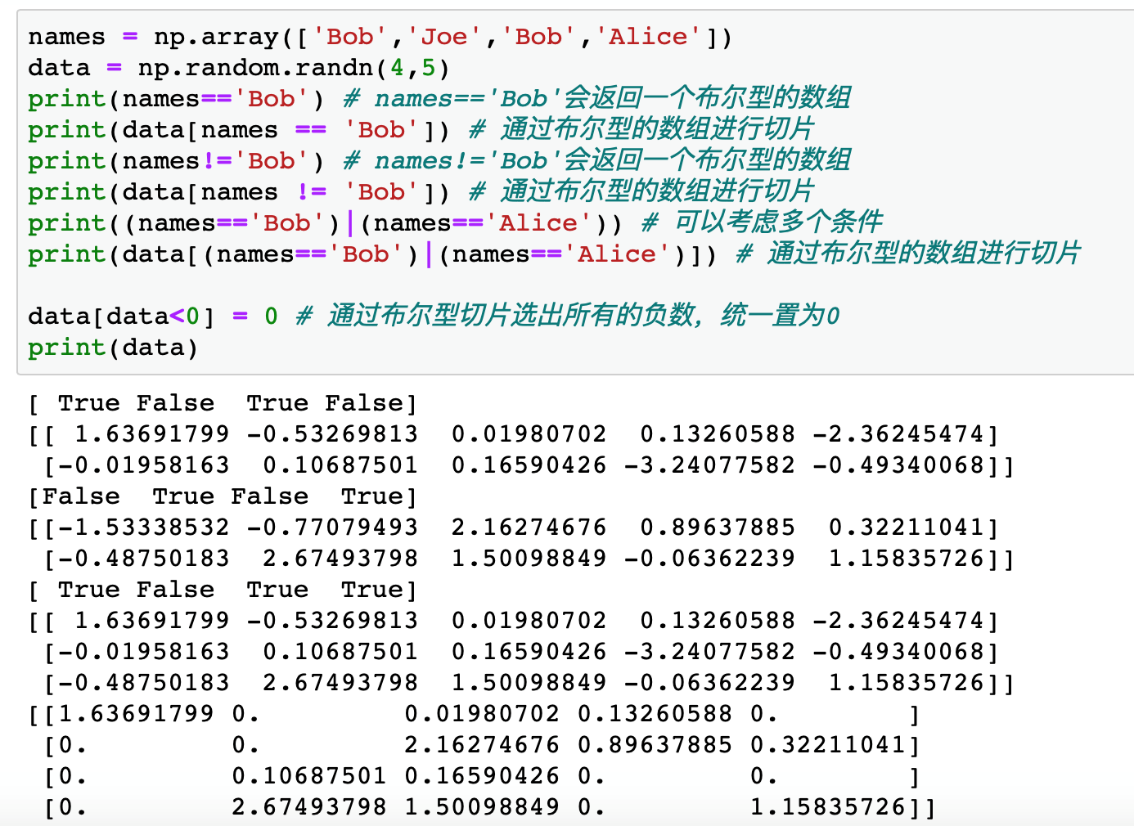 names = np.array(['Bob','Joe','Bob','Alice'])
data = np.random.randn(4,5)
print(names=='Bob') # names=='Bob'会返回一个布尔型的数组
print(data[names == 'Bob']) # 通过布尔型的数组进行切片
print(names!='Bob') # names!='Bob'会返回一个布尔型的数组
print(data[names != 'Bob']) # 通过布尔型的数组进行切片
print((names=='Bob')|(names=='Alice')) # 可以考虑多个条件
print(data[(names=='Bob')|(names=='Alice')]) # 通过布尔型的数组进行切片

data[data<0] = 0 # 通过布尔型切片选出所有的负数，统一置为0
print(data)
[ True False  True False]
[[ 1.63691799 -0.53269813  0.01980702  0.13260588 -2.36245474]
 [-0.01958163  0.10687501  0.16590426 -3.24077582 -0.49340068]]
[False  True False  True]
[[-1.53338532 -0.77079493  2.16274676  0.89637885  0.32211041]
 [-0.48750183  2.67493798  1.50098849 -0.06362239  1.15835726]]
[ True False  True  True]
[[ 1.63691799 -0.53269813  0.01980702  0.13260588 -2.36245474]
 [-0.01958163  0.10687501  0.16590426 -3.24077582 -0.49340068]
 [-0.48750183  2.67493798  1.50098849 -0.06362239  1.15835726]]
[[1.63691799 0.         0.01980702 0.13260588 0.        ]
 [0.         0.         2.16274676 0.89637885 0.32211041]
 [0.         0.10687501 0.16590426 0.         0.        ]
 [0.         2.67493798 1.50098849 0.         1.15835726]]